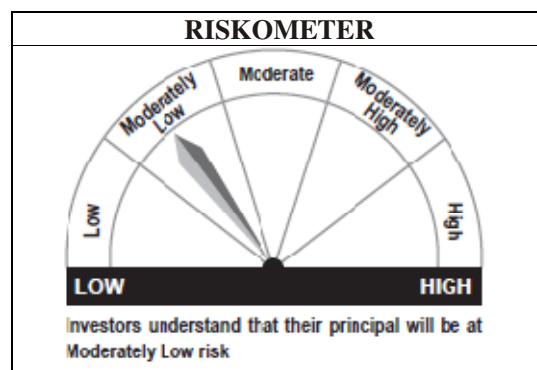 RISKOMETER
Moderate
Moderately
Low
Moderately
High
Low
High
LOW
HIGH
Investors understand that their principal will be at
Moderately Low risk